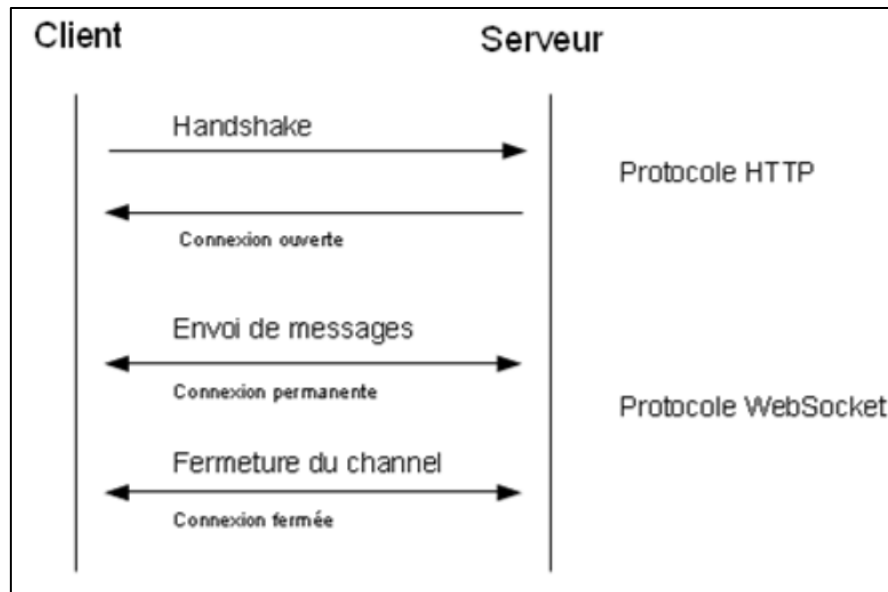 Client
Serveur
Handshake
Protocole HTTP
Connexion ouverte
Envoi de messages
Connexion permanente
Protocole WebSocket
Fermeture du channel
Connexion fermée